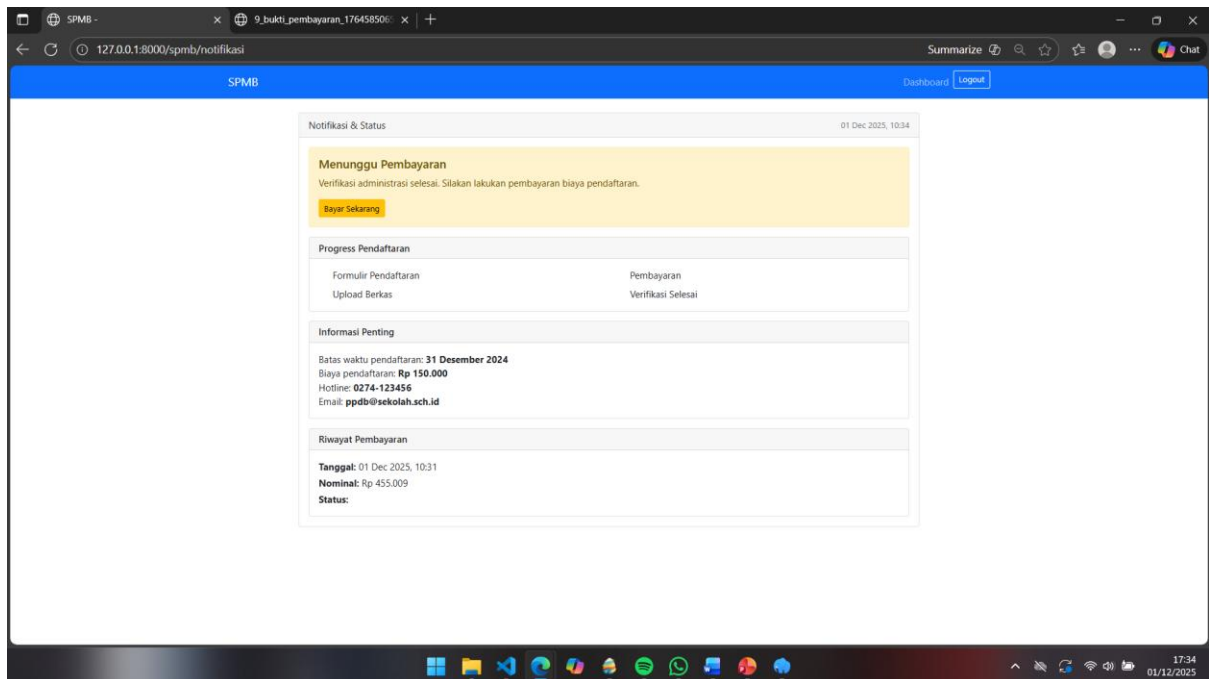 SPMB -
9_bukti_pembayaran_1764585065
127.0.0.1:8000/spmb/notifikasi
Summarize
Chat
SPMB
Dashboard
Logout
Notifikasi & Status
01 Dec 2025, 10:34
Menunggu Pembayaran
Verifikasi administrasi selesai. Silakan lakukan pembayaran biaya pendaftaran.
Bayar Sekarang
Progress Pendaftaran
Formulir Pendaftaran
Pembayaran
Upload Berkas
Verifikasi Selesai
Informasi Penting
Batas waktu pendaftaran: 31 Desember 2024
Biaya pendaftaran: Rp 150.000
Hotline: 0274-123456
Email: ppdb@sekolah.sch.id
Riwayat Pembayaran
Tanggal: 01 Dec 2025, 10:31
Nominal: Rp 455.009
Status:
17:34
01/12/2025